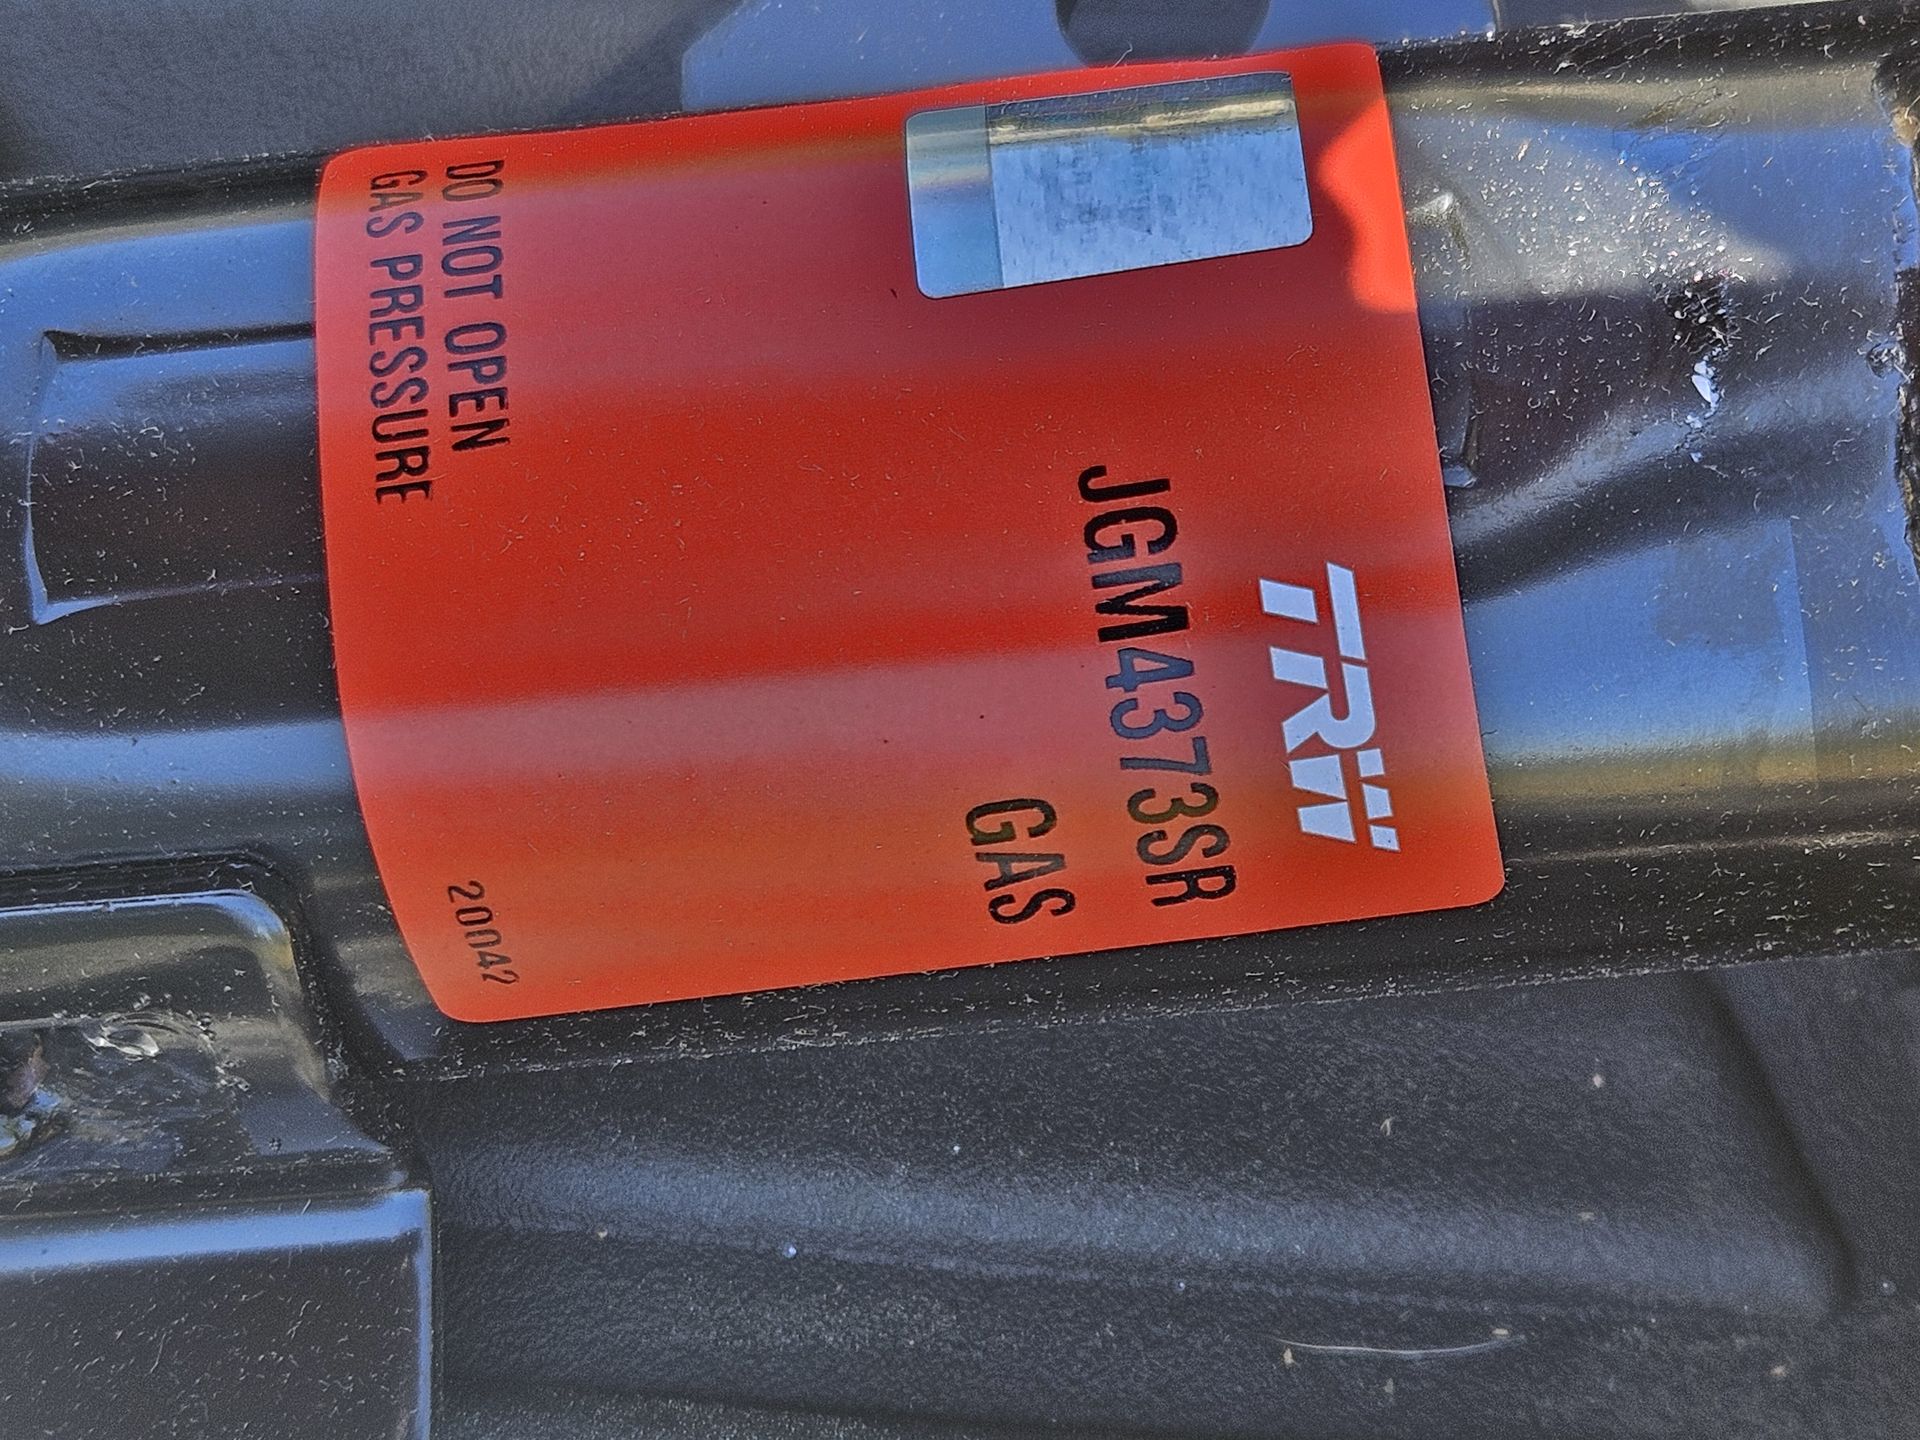 TRW
JGM4373SR
GAS
DO NOT OPEN
GAS PRESSURE
20042